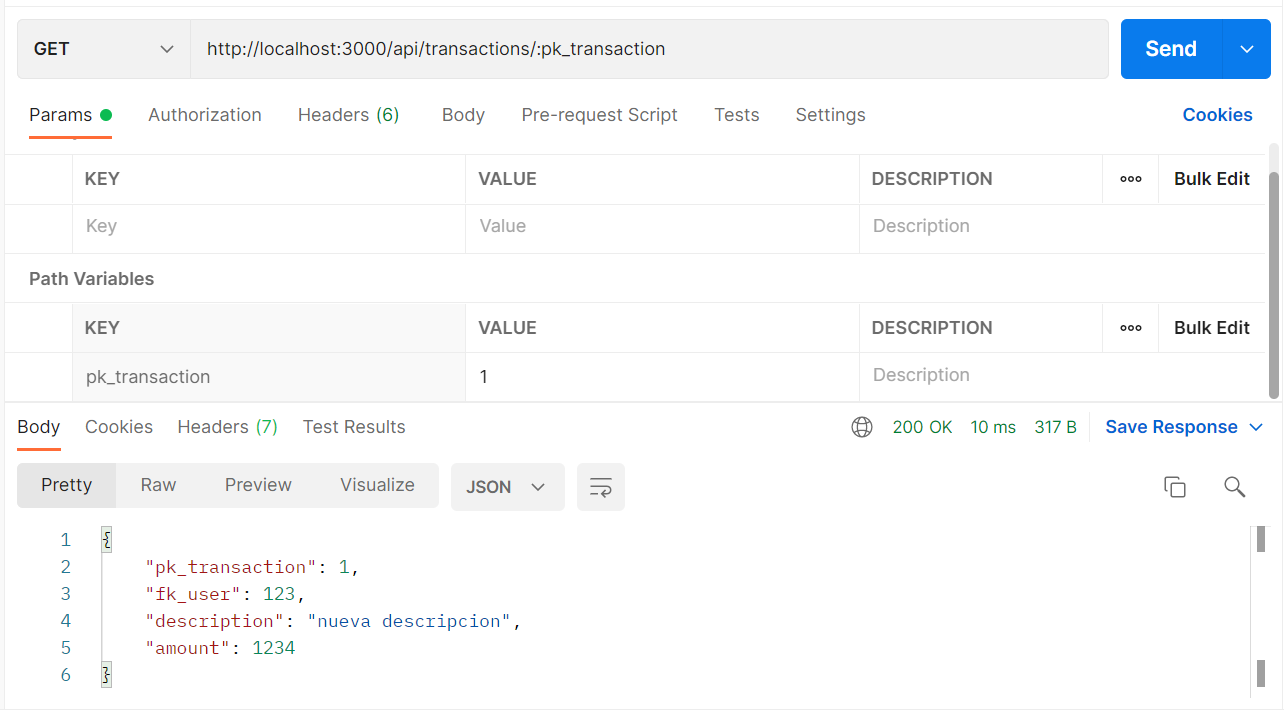 GET http://localhost:3000/api/transactions/:pk_transaction Send
Params Authorization Headers (6) Body Pre-request Script Tests Settings Cookies
KEY VALUE DESCRIPTION ooo Bulk Edit
Key Value Description
Path Variables
KEY VALUE DESCRIPTION ooo Bulk Edit
pk_transaction 1 Description
Body Cookies Headers (7) Test Results 200 OK 10 ms 317 B Save Response
Pretty Raw Preview Visualize JSON
1 {
2 "pk_transaction": 1,
3 "fk_user": 123,
4 "description": "nueva descripcion",
5 "amount": 1234
6 }